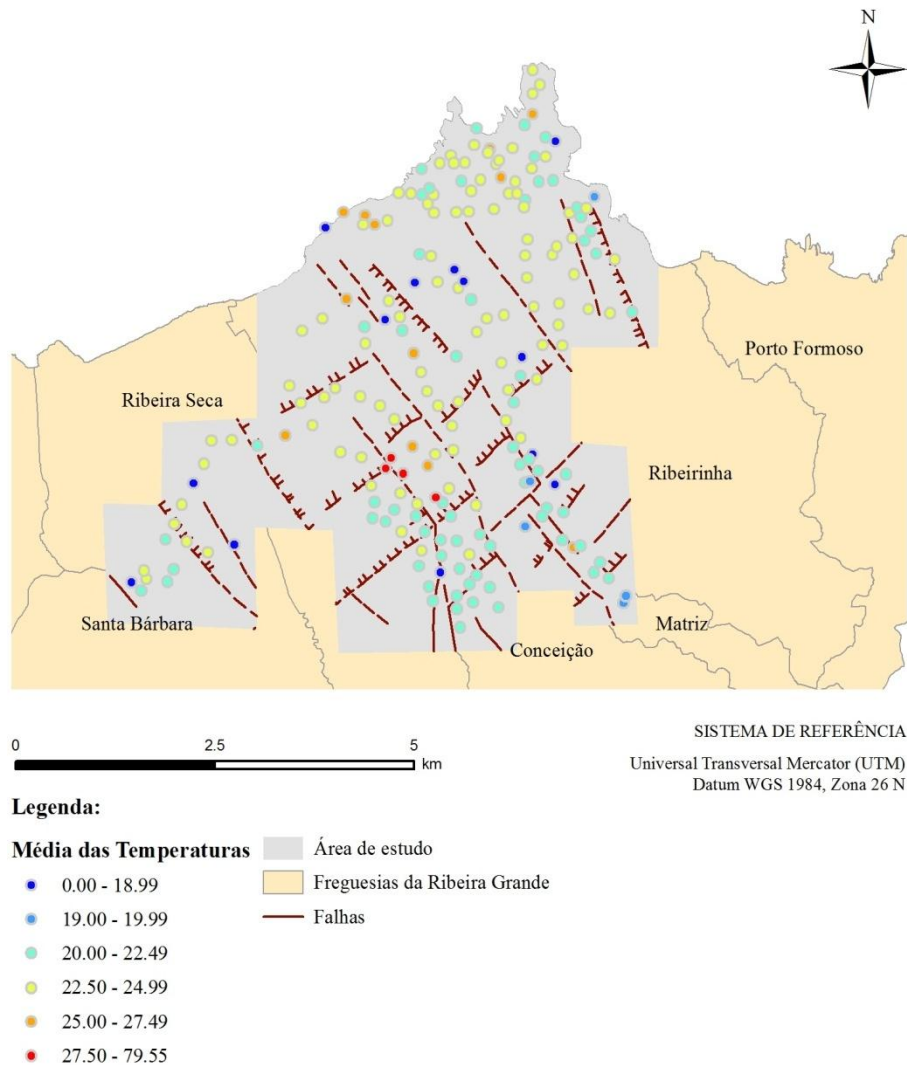 N
Porto Formoso
Ribeira Seca
Ribeirinha
Santa Bárbara
Matriz
Conceição
SISTEMA DE REFERÊNCIA
0 2.5 5
km
Universal Transversal Mercator (UTM)
Datum WGS 1984, Zona 26 N
Legenda:
Média das Temperaturas
0.00 - 18.99
19.00 - 19.99
20.00 - 22.49
22.50 - 24.99
25.00 - 27.49
27.50 - 79.55
Área de estudo
Freguesias da Ribeira Grande
Falhas